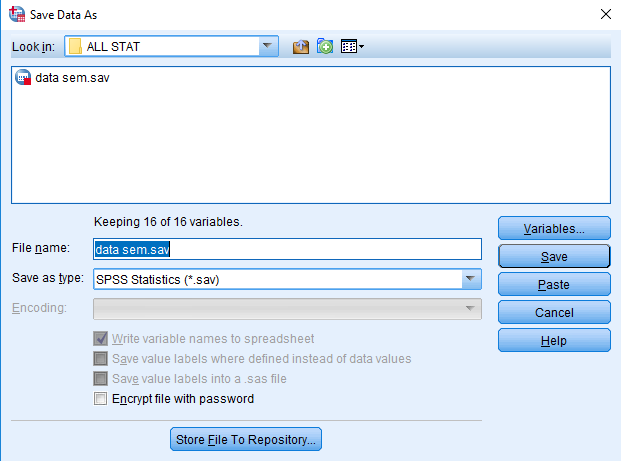 Save Data As
Look in: ALL STAT
data sem.sav
Keeping 16 of 16 variables.
Variables...
File name: data sem.sav
Save
Save as type: SPSS Statistics (*.sav)
Paste
Encoding:
Cancel
Write variable names to spreadsheet
Help
Save value labels where defined instead of data values
Save value labels into a .sas file
Encrypt file with password
Store File To Repository...